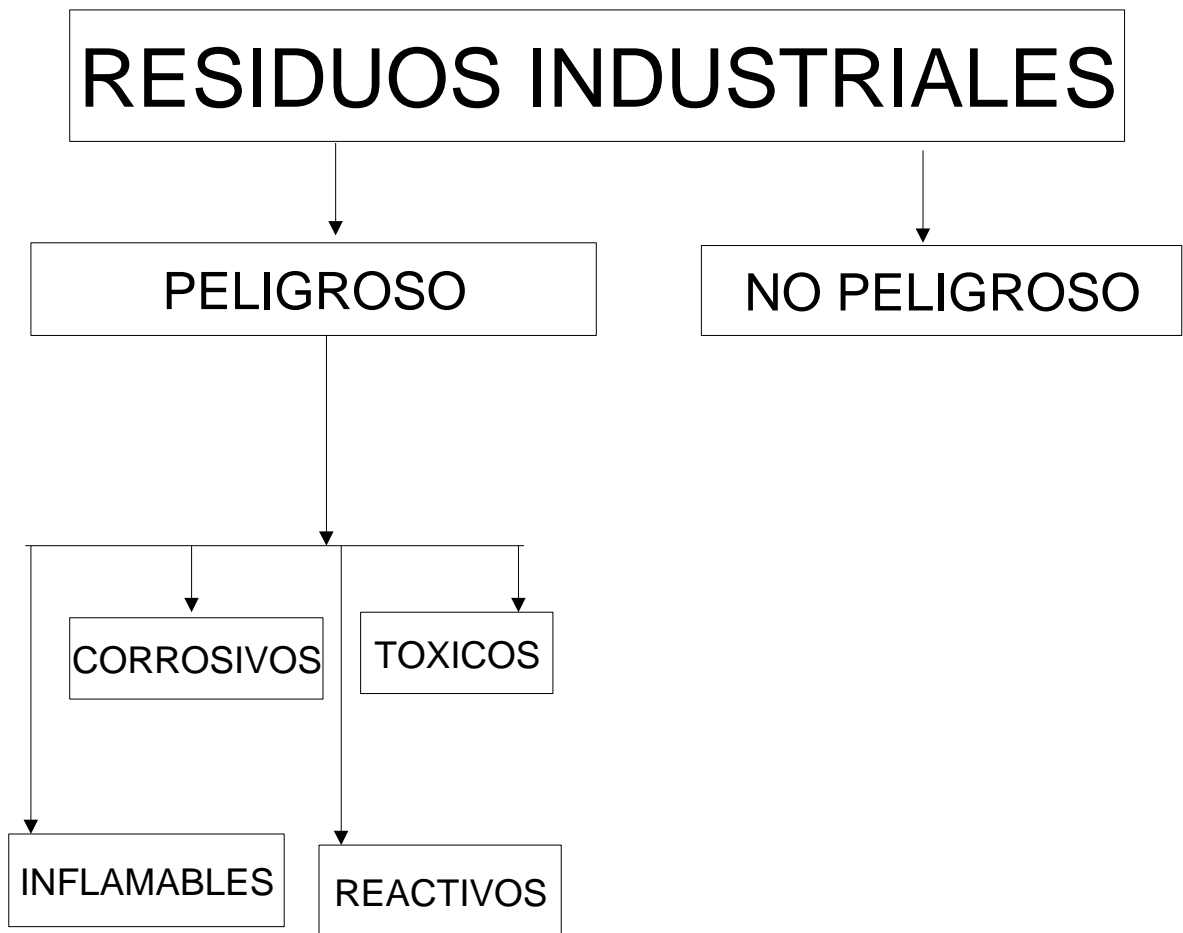 RESIDUOS INDUSTRIALES
PELIGROSO
NO PELIGROSO
CORROSIVOS
TOXICOS
INFLAMABLES
REACTIVOS